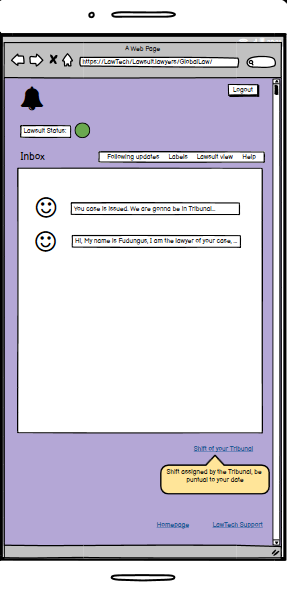 A Web Page
https://LawTech/Lawsuit.lawyers/GlobalLaw/
Logout
Lawsuit Status:
Inbox
Following updates Labels Lawsuit view Help
You case is issued. We are gonna be in Tribunal...
Hi, My name is Fudungus, I am the lawyer of your case, ...
Shift of your Tribunal
Shift assigned by the Tribunal, be
puntual to your date
Homepage LawTech Support